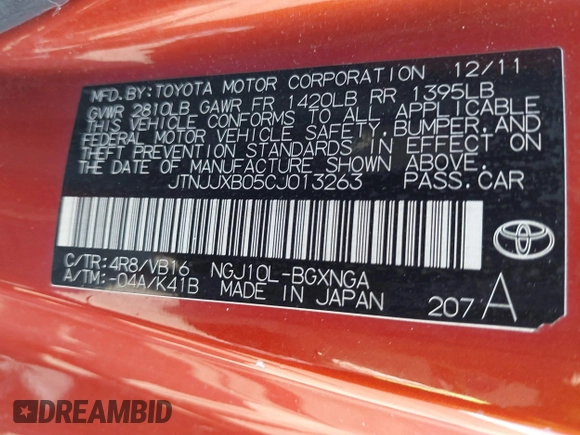 MFD. BY: TOYOTA MOTOR CORPORATION 12/11
GVWR 2810LB GAWR FR 1420LB RR 1395LB
THIS VEHICLE CONFORMS TO ALL APPLICABLE
FEDERAL MOTOR VEHICLE SAFETY, BUMPER, AND
THEFT PREVENTION STANDARDS IN EFFECT ON
THE DATE OF MANUFACTURE SHOWN ABOVE.
JTNJJXB05CJ013263 PASS. CAR
C/TR: 4R8/VB16 NGJ10L-BGXNGA
A/TM: -04A/K41B MADE IN JAPAN
207 A
TOYOTA
DREAMBID